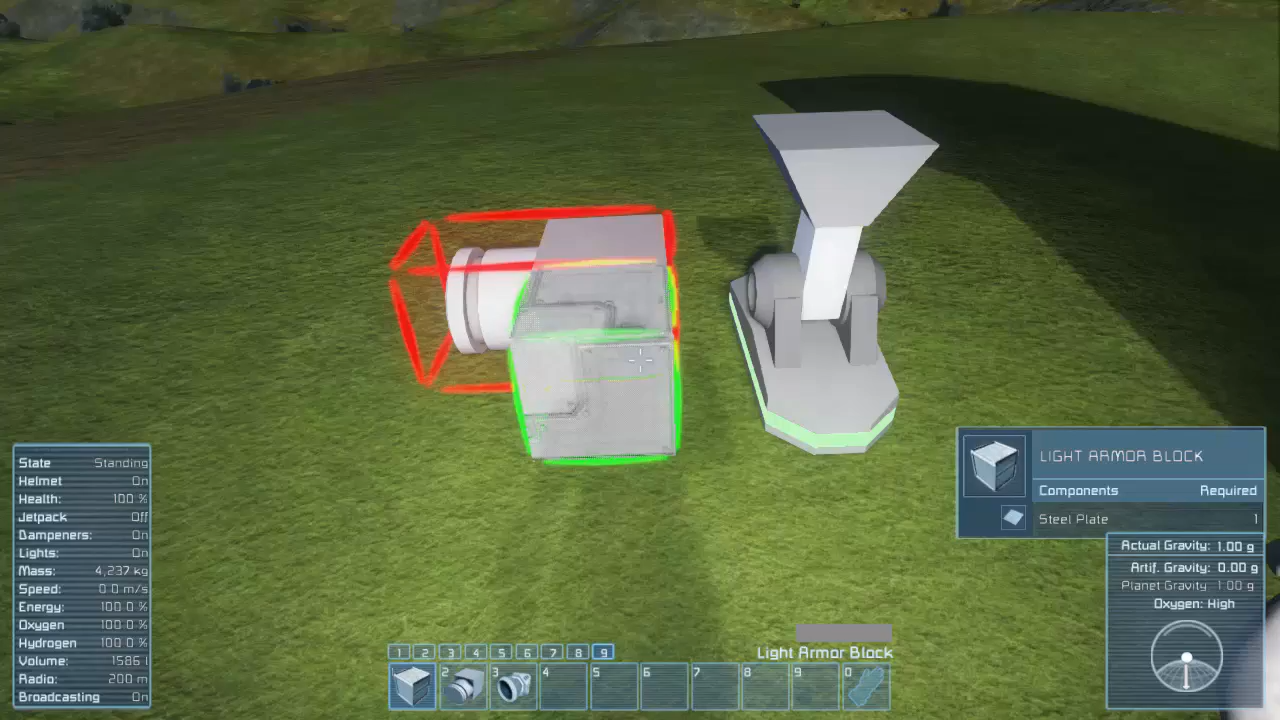 State Standing
Helmet On
Health: 100 %
Jetpack Off
Dampeners: On
Lights: On
Mass: 4,237 kg
Speed: 0.0 m/s
Energy: 100.0 %
Oxygen 100.0 %
Hydrogen 100.0 %
Volume: 1586 l
Radio: 200 m
Broadcasting On
LIGHT ARMOR BLOCK
Components Required
Steel Plate 1
Actual Gravity: 1.00 g
Artif. Gravity: 0.00 g
Planet Gravity: 1.00 g
Oxygen: High
Light Armor Block
1 2 3 4 5 6 7 8 9
2 3 4 5 6 7 8 9 0